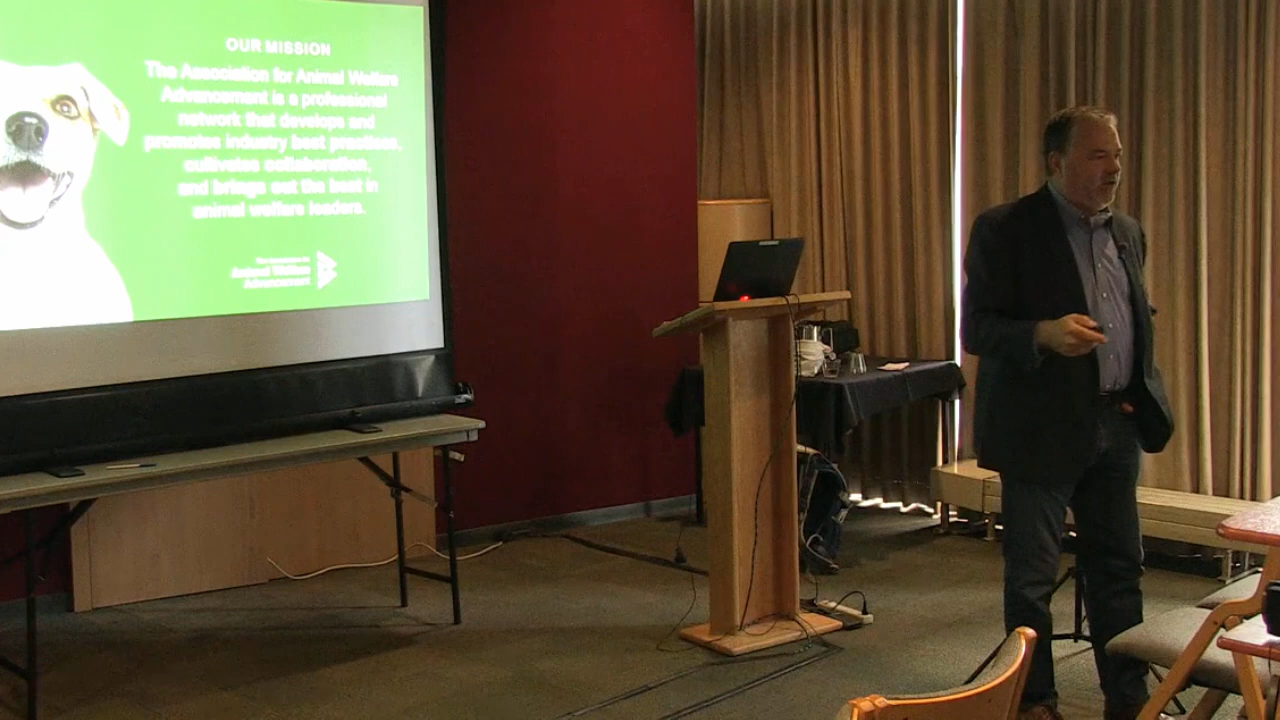 OUR MISSION
The Association for Animal Welfare
Advancement is a professional
network that develops and
promotes industry best practices,
cultivates collaboration,
and brings out the best in
animal welfare leaders.
Animal Welfare
Advancement